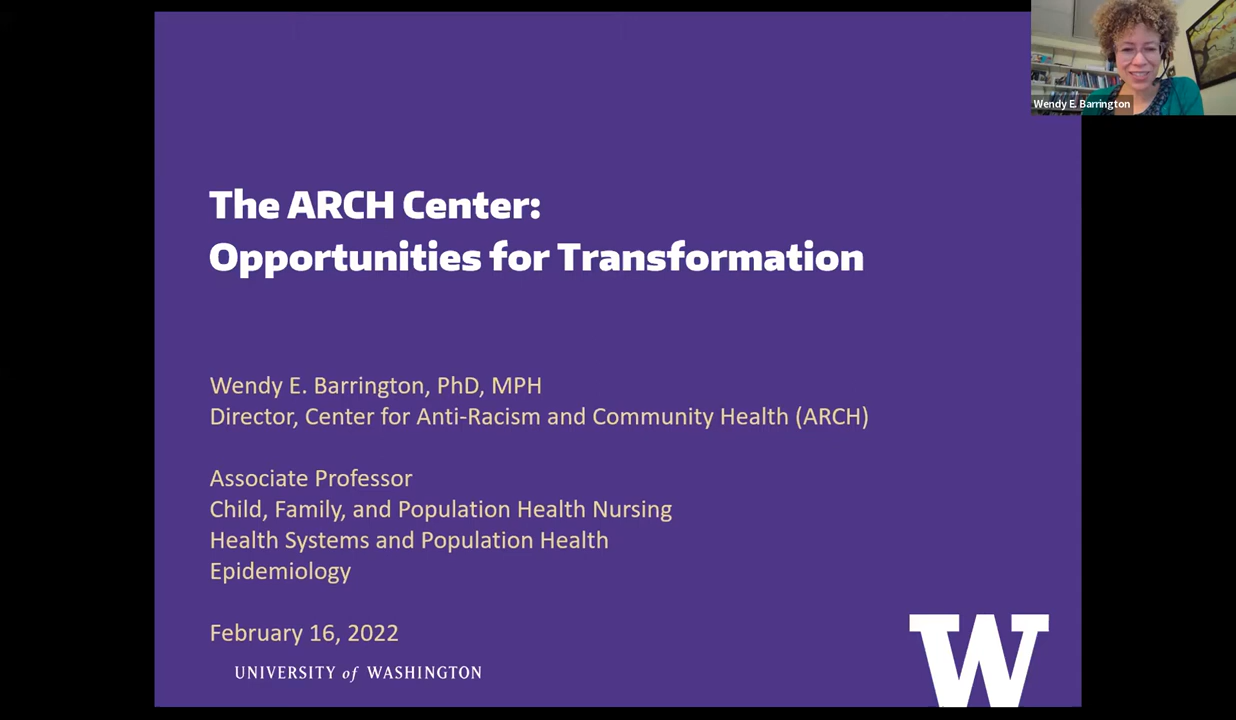 Wendy E. Barrington
The ARCH Center:
Opportunities for Transformation
Wendy E. Barrington, PhD, MPH
Director, Center for Anti-Racism and Community Health (ARCH)
Associate Professor
Child, Family, and Population Health Nursing
Health Systems and Population Health
Epidemiology
February 16, 2022
UNIVERSITY of WASHINGTON
W